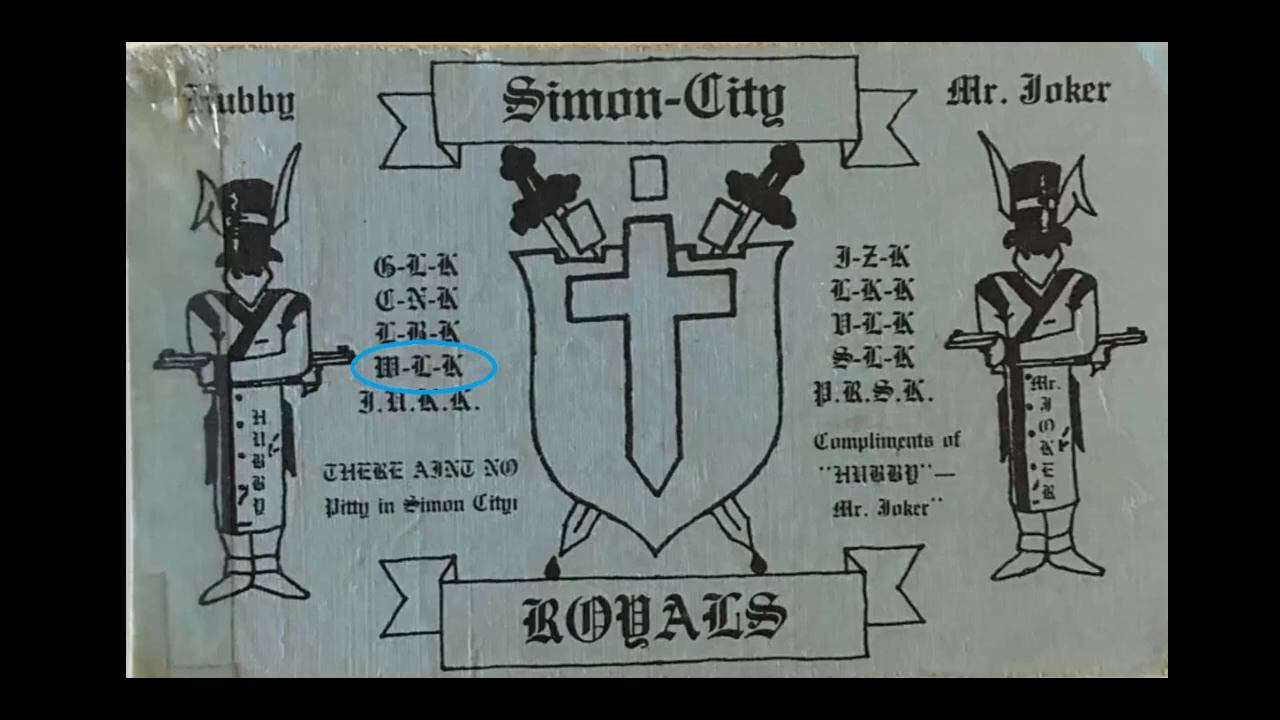 Hubby
Simon-City
Mr. Joker
G-L-K
C-N-K
L-B-K
W-L-K
I.U.K.K.
THERE AINT NO
Pitty in Simon City!
I-Z-K
L-K-K
V-L-K
S-L-K
P.R.S.K.
Compliments of
"HUBBY"—
Mr. Joker"
HUBBY
Mr. JOKER
ROYALS